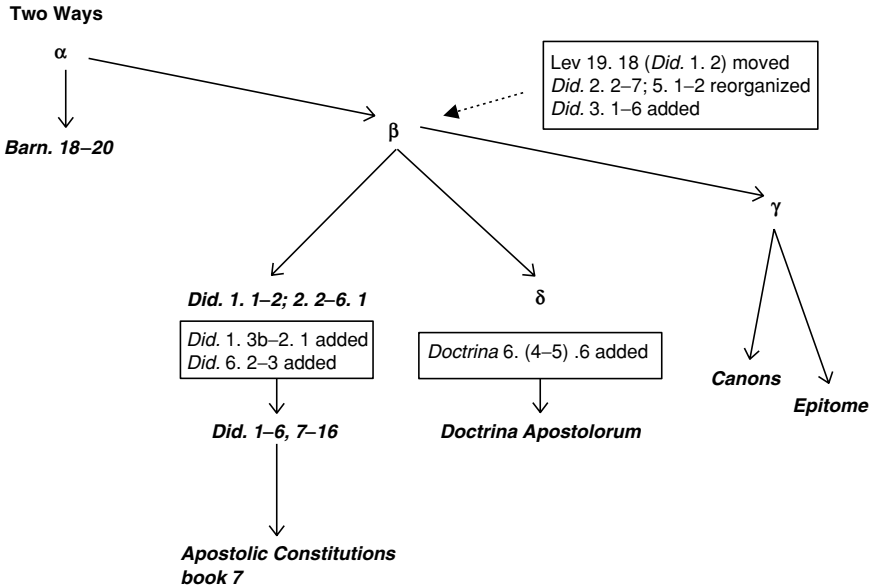 Two Ways
α
Lev 19. 18 (Did. 1. 2) moved
Did. 2. 2–7; 5. 1–2 reorganized
Did. 3. 1–6 added
β
Barn. 18–20
γ
Did. 1. 1–2; 2. 2–6. 1
δ
Did. 1. 3b–2. 1 added
Did. 6. 2–3 added
Doctrina 6. (4–5) .6 added
Canons
Epitome
Did. 1–6, 7–16
Doctrina Apostolorum
Apostolic Constitutions
book 7